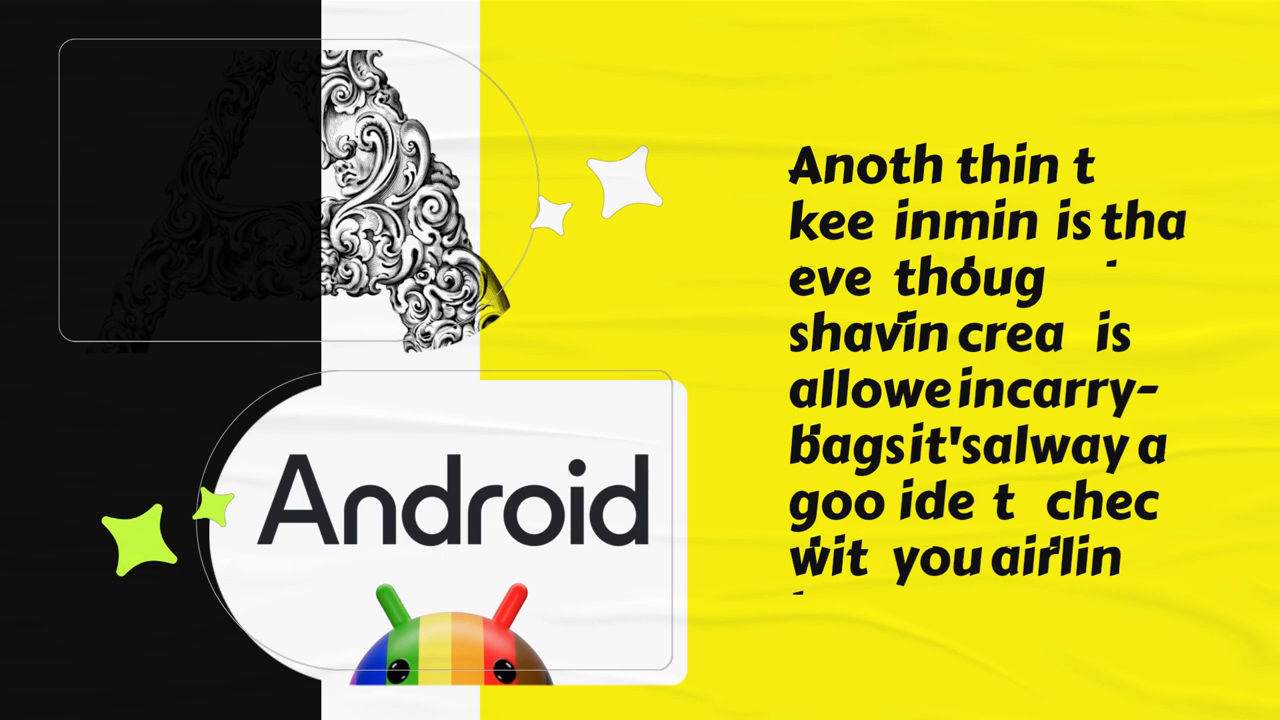 A
Android
Anoth thin t
kee inmin is tha
eve thoug
shavin crea is
allowe incarry-
bagsit'salway a
goo ide t chec
wit you airlin